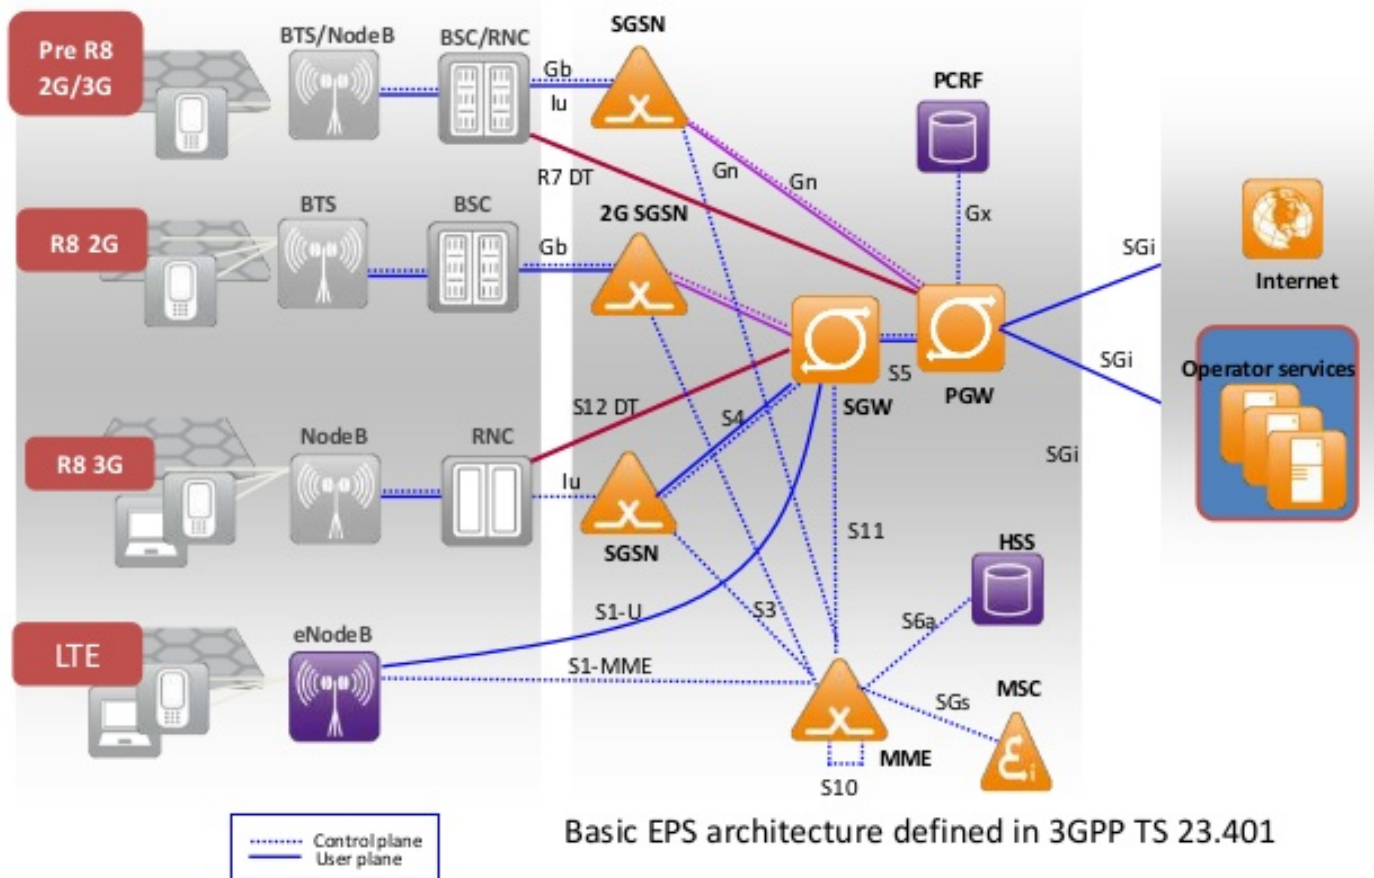 Pre R8
2G/3G
BTS/NodeB
BSC/RNC
Gb
Iu
SGSN
PCRF
R7 DT
Gn
Gn
Gx
R8 2G
BTS
BSC
Gb
2G SGSN
SGi
Internet
S5
SGi
Operator services
SGW
PGW
S12 DT
S4
R8 3G
NodeB
RNC
Iu
SGSN
SGi
S11
HSS
S1-U
S3
S6a
LTE
eNodeB
S1-MME
SGs
MSC
MME
S10
Control plane
User plane
Basic EPS architecture defined in 3GPP TS 23.401